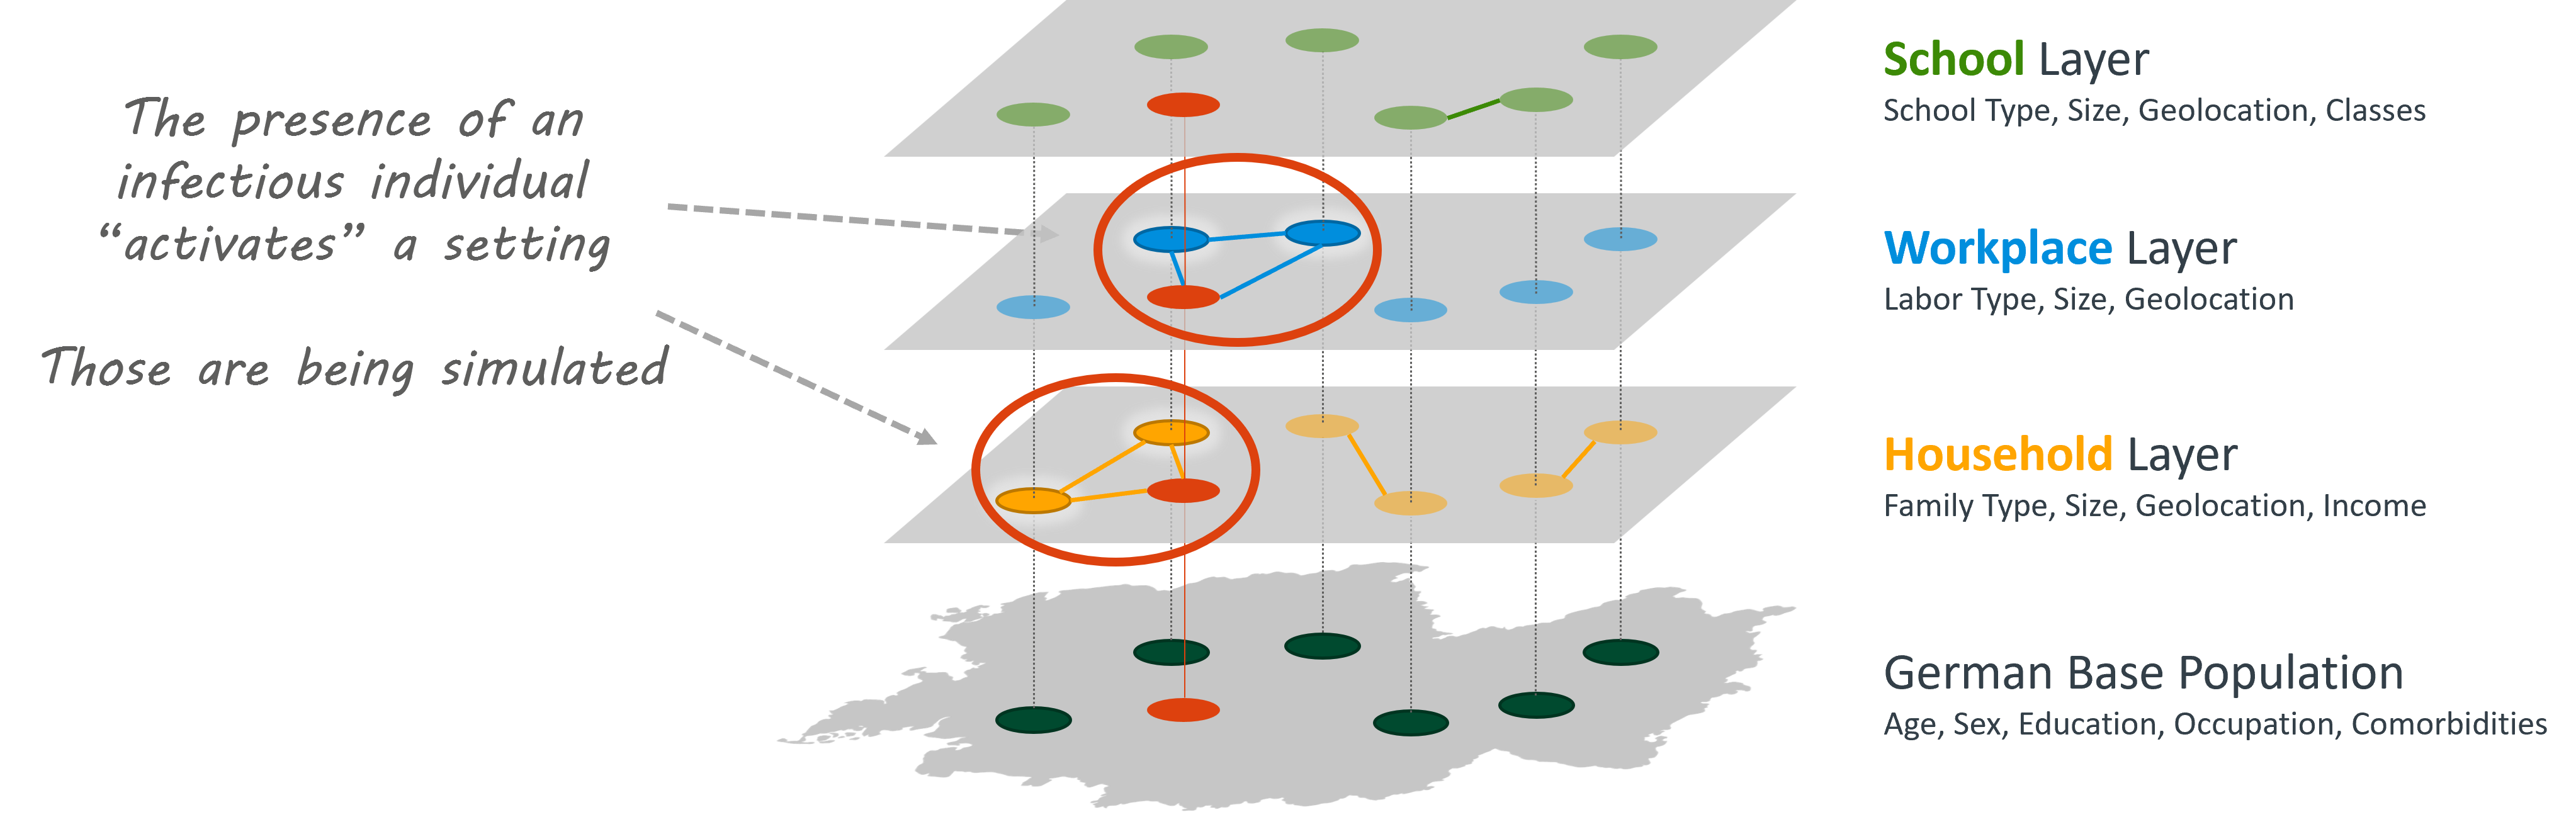 The presence of an
infectious individual
“activates” a setting
Those are being simulated
School Layer
School Type, Size, Geolocation, Classes
Workplace Layer
Labor Type, Size, Geolocation
Household Layer
Family Type, Size, Geolocation, Income
German Base Population
Age, Sex, Education, Occupation, Comorbidities